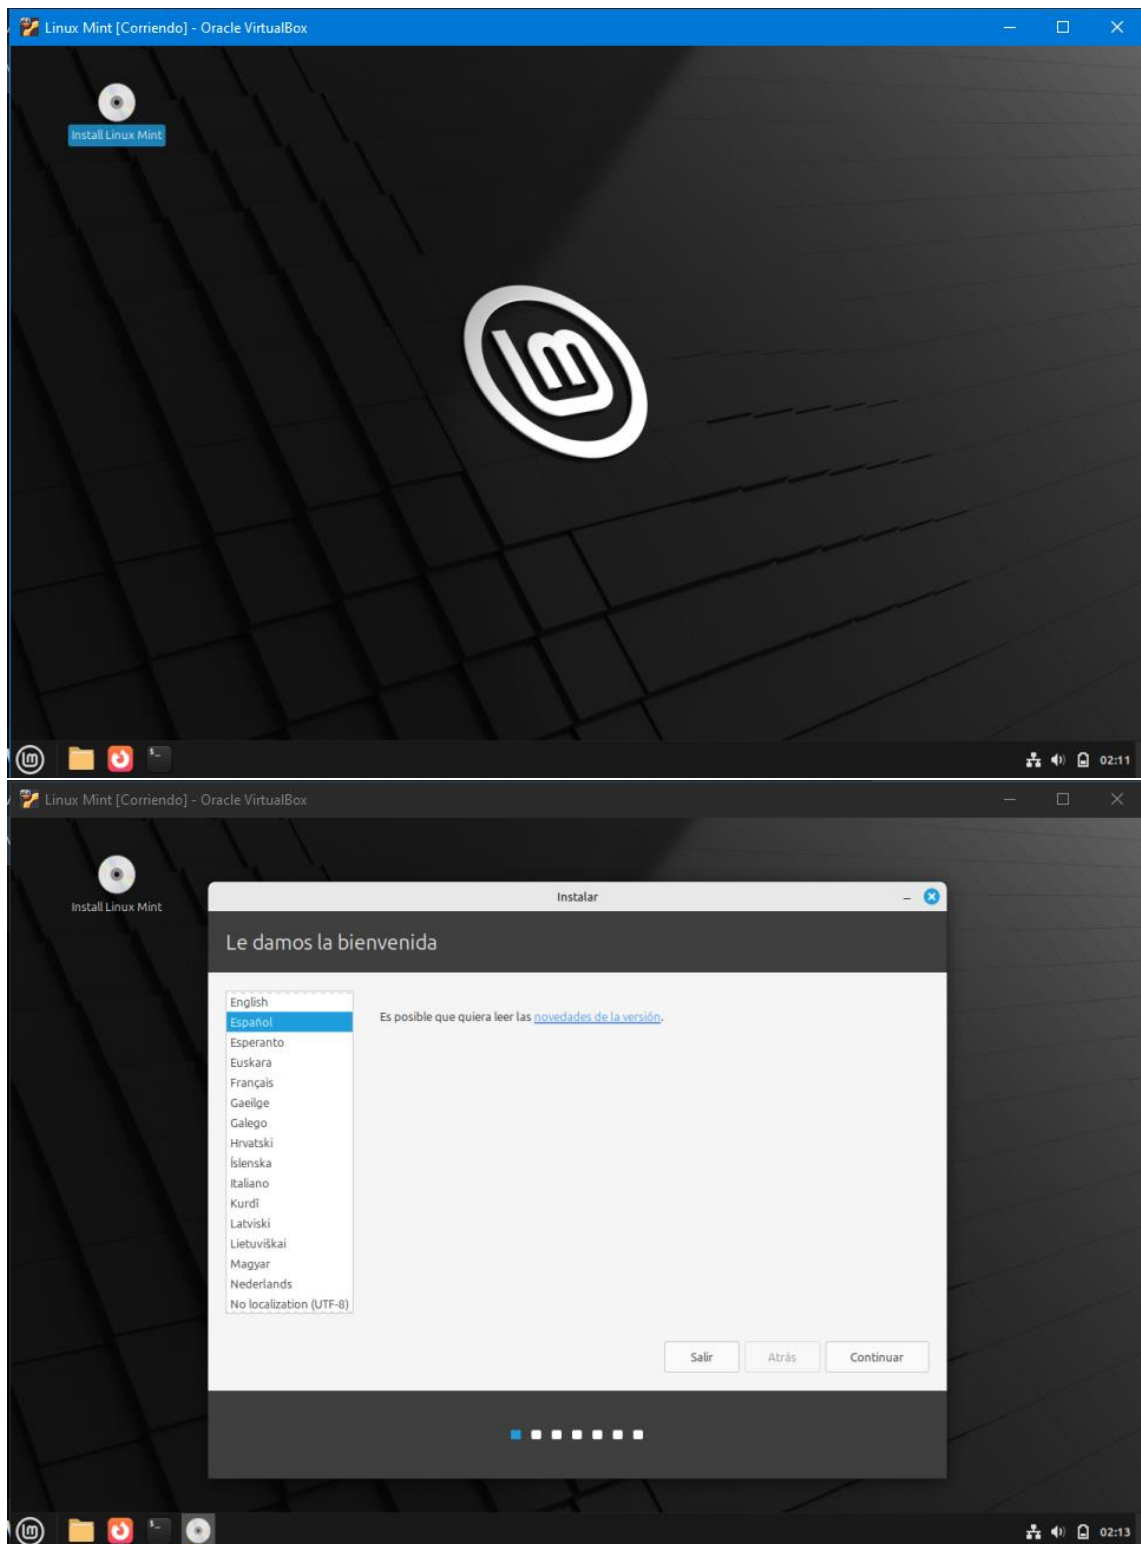 Linux Mint [Corriendo] - Oracle VirtualBox
Install Linux Mint
02:11
Linux Mint [Corriendo] - Oracle VirtualBox
Install Linux Mint
Instalar
Le damos la bienvenida
English
Español
Esperanto
Euskara
Français
Gaeilge
Galego
Hrvatski
Íslenska
Italiano
Kurdî
Latviski
Lietuviškai
Magyar
Nederlands
No localization (UTF-8)
Es posible que quiera leer las novedades de la versión.
Salir
Atrás
Continuar
02:13